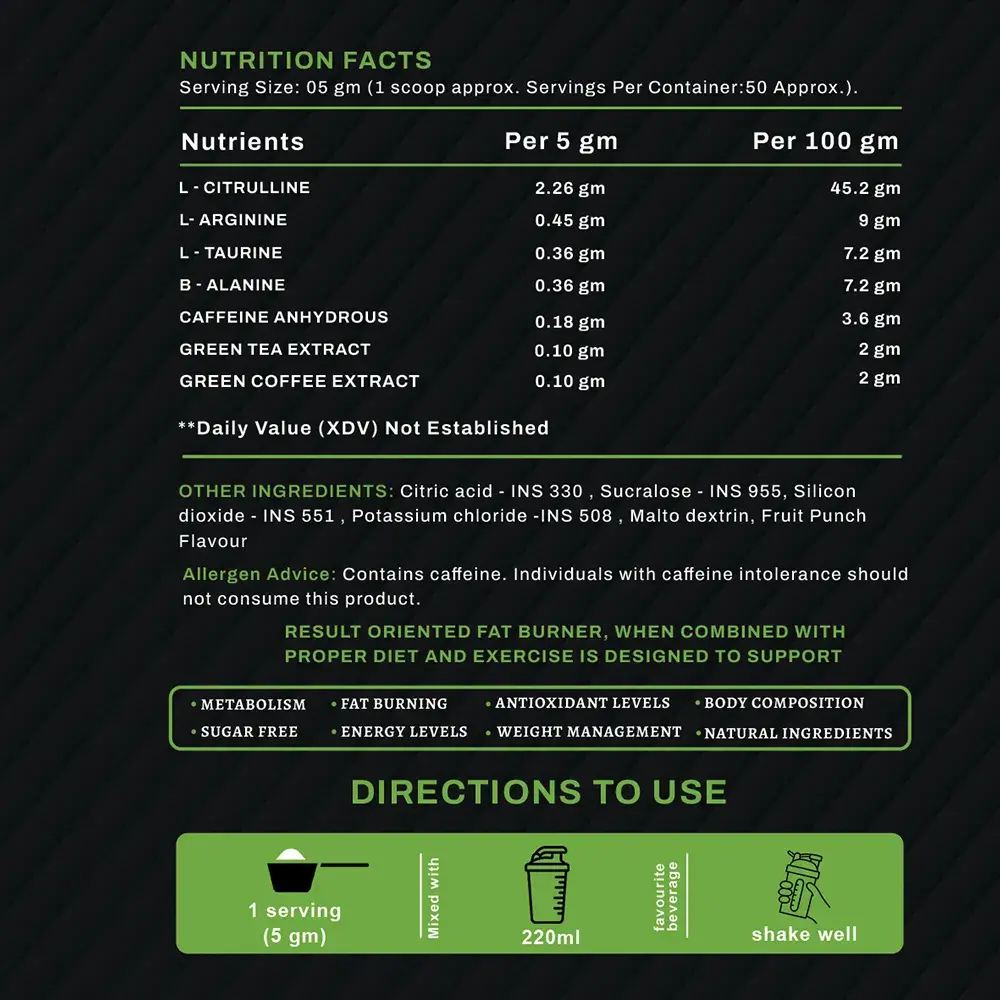 NUTRITION FACTS
Serving Size: 05 gm (1 scoop approx. Servings Per Container:50 Approx.).
Nutrients Per 5 gm Per 100 gm
L - CITRULLINE 2.26 gm 45.2 gm
L- ARGININE 0.45 gm 9 gm
L - TAURINE 0.36 gm 7.2 gm
B - ALANINE 0.36 gm 7.2 gm
CAFFEINE ANHYDROUS 0.18 gm 3.6 gm
GREEN TEA EXTRACT 0.10 gm 2 gm
GREEN COFFEE EXTRACT 0.10 gm 2 gm
**Daily Value (XDV) Not Established
OTHER INGREDIENTS: Citric acid - INS 330 , Sucralose - INS 955, Silicon
dioxide - INS 551 , Potassium chloride -INS 508 , Malto dextrin, Fruit Punch
Flavour
Allergen Advice: Contains caffeine. Individuals with caffeine intolerance should
not consume this product.
RESULT ORIENTED FAT BURNER, WHEN COMBINED WITH
PROPER DIET AND EXERCISE IS DESIGNED TO SUPPORT
• METABOLISM • FAT BURNING • ANTIOXIDANT LEVELS • BODY COMPOSITION
• SUGAR FREE • ENERGY LEVELS • WEIGHT MANAGEMENT • NATURAL INGREDIENTS
DIRECTIONS TO USE
1 serving
(5 gm)
Mixed with
220ml
favourite
beverage
shake well